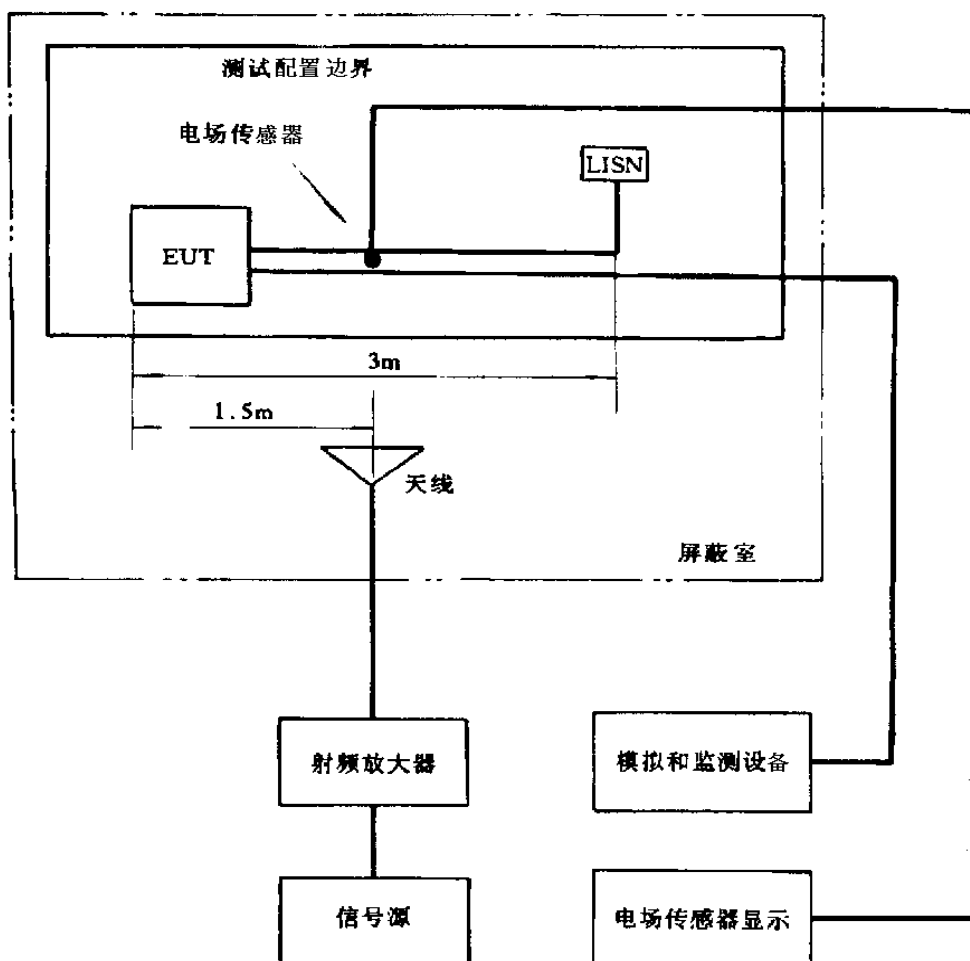 测试配置边界
电场传感器
LISN
EUT
3m
1.5m
天线
屏蔽室
射频放大器
模拟和监测设备
信号源
电场传感器显示